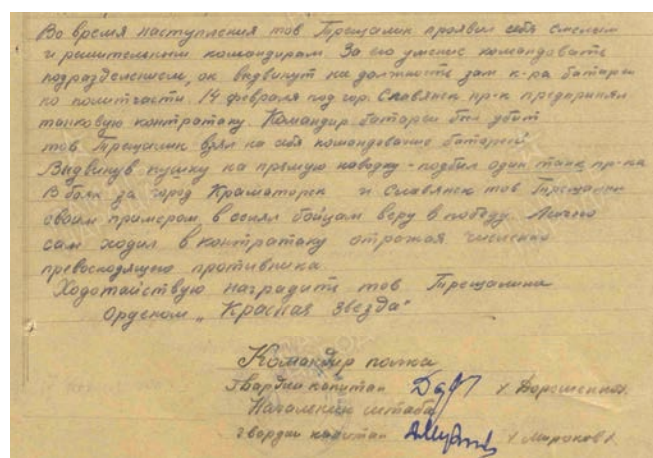 Во время наступления тов Трещалин проявил себя смелым
и решительным командирам За его умение командовать
подразделением, он выдвинут на должность зам к-ра батареи
по политчасти. 14 февраля под гор. Славянск пр-к предпринял
танковую контратаку. Командир батареи был убит
тов Трещалин взял на себя командование батареей
Выдвинув пушку на прямую наводку - подбил один танк пр-ка
В боях за город Краматорск и Славянск тов Трещалин
своим примером вселял бойцам веру в победу. Лично
сам ходил в контратаку отражая численно
превосходящего противника.
Ходотайствую наградить тов Трещалина
Орденом „Красная Звезда"
Командир полка
Гвардии капитан /Дорошенко/
Начальник штаба
гвардии капитан /Миронов/